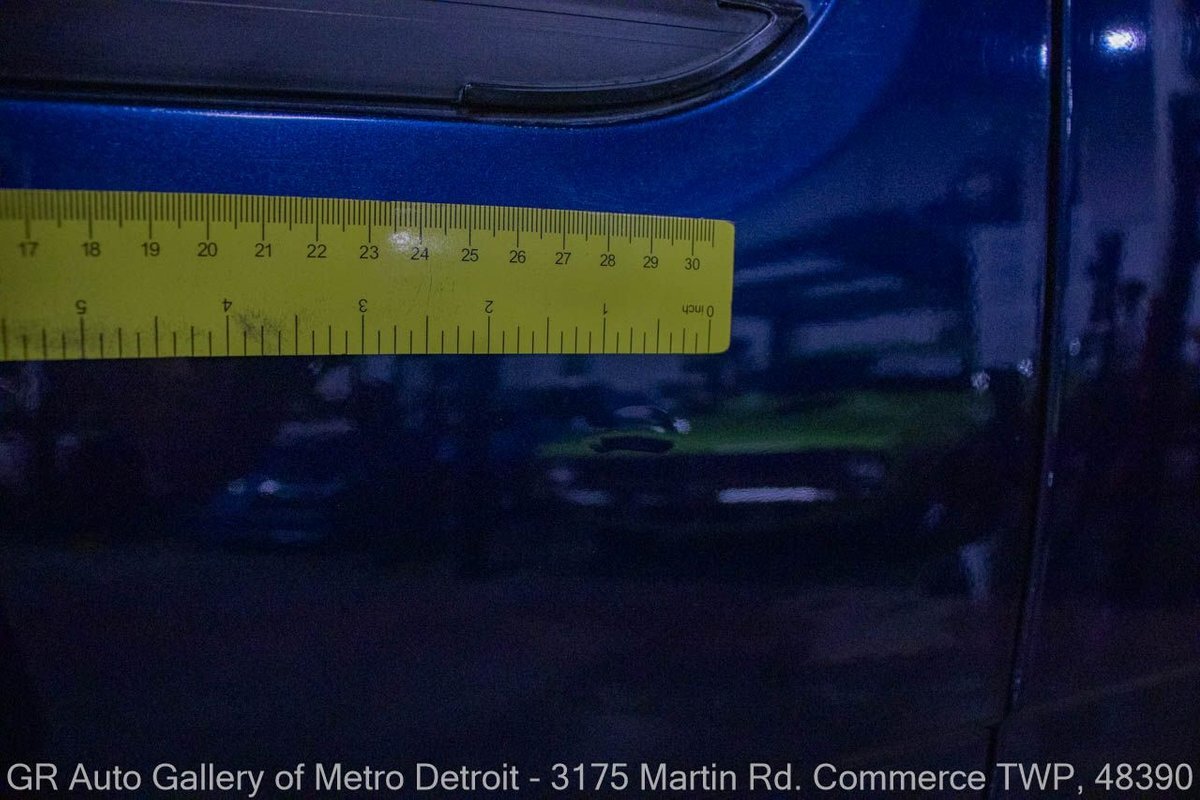 17 18 19 20 21 22 23 24 25 26 27 28 29 30
5 4 3 2 1 0 inch
GR Auto Gallery of Metro Detroit - 3175 Martin Rd. Commerce TWP, 48390